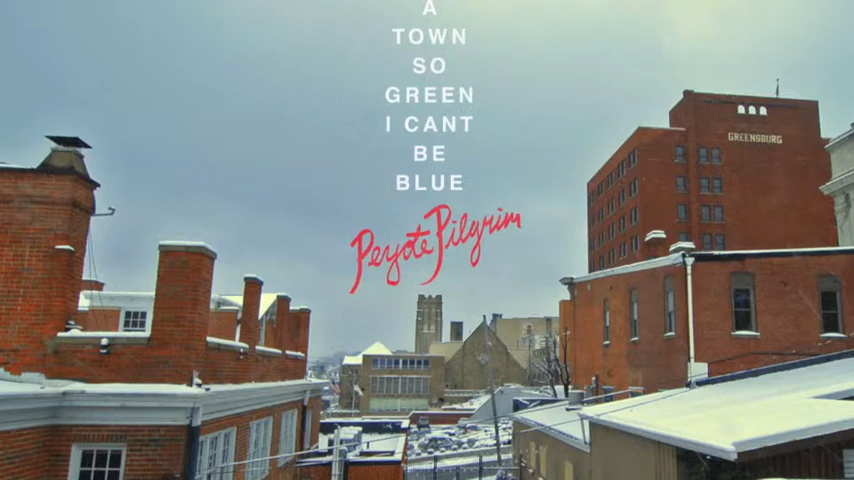 A
TOWN
SO
GREEN
I CANT
BE
BLUE
Peyote Pilgrim
GREENSBURG